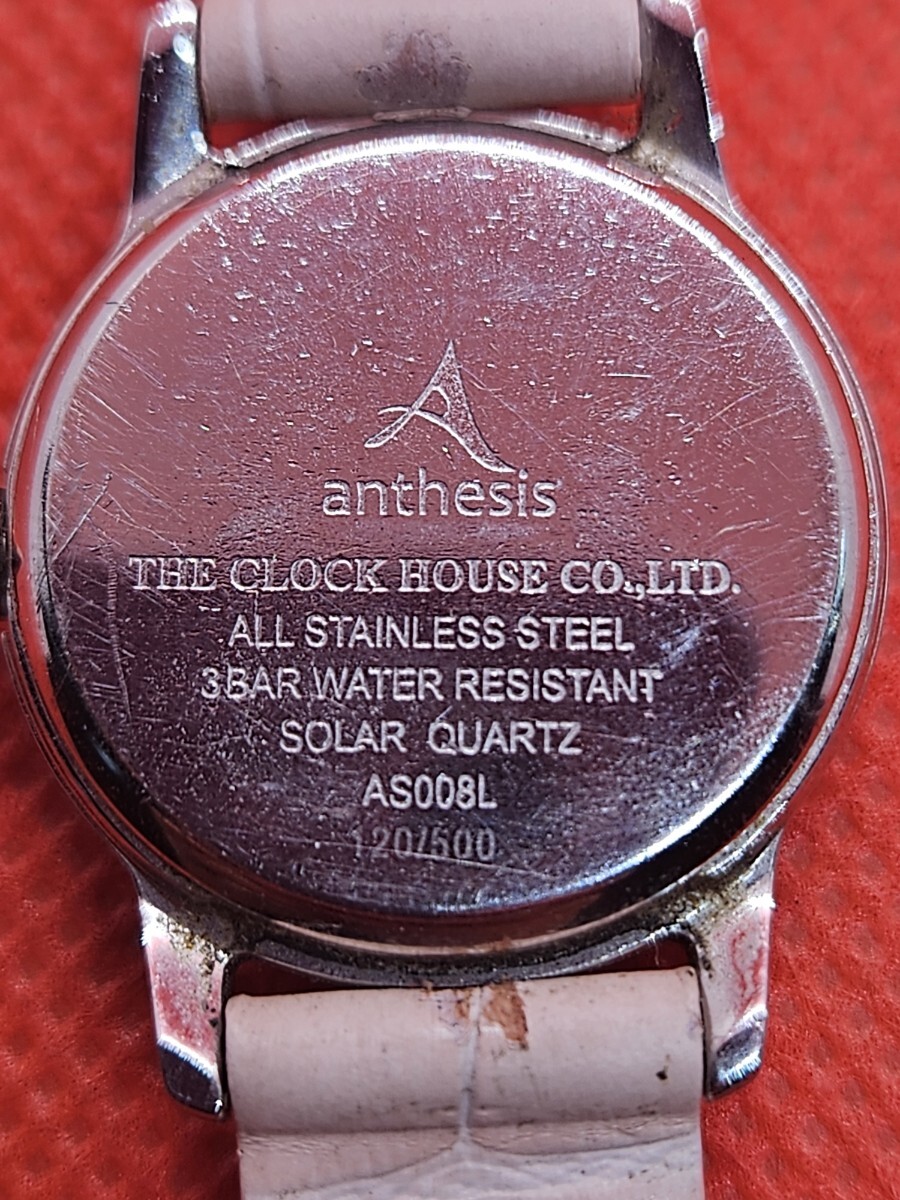 anthesis
THE CLOCK HOUSE CO.,LTD.
ALL STAINLESS STEEL
3BAR WATER RESISTANT
SOLAR QUARTZ
AS008L
120/500